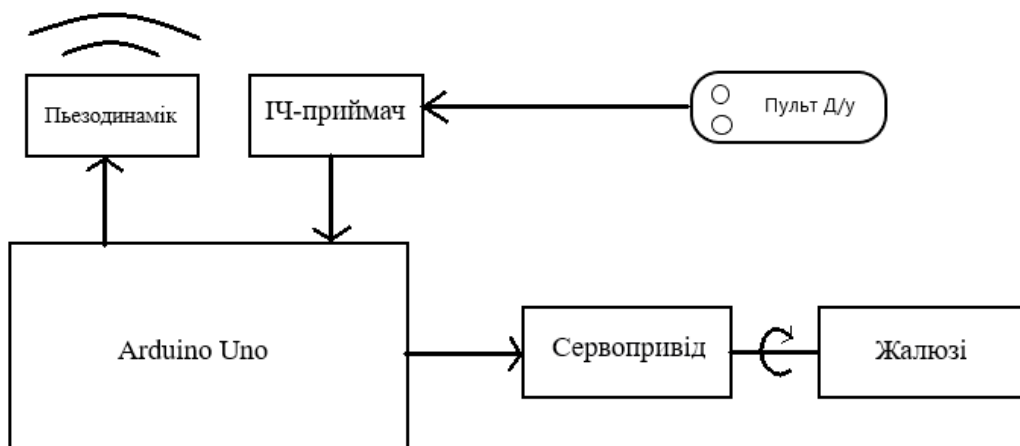 Пьезодинамік
ІЧ-приймач
Пульт Д/у
Arduino Uno
Сервопривід
Жалюзі